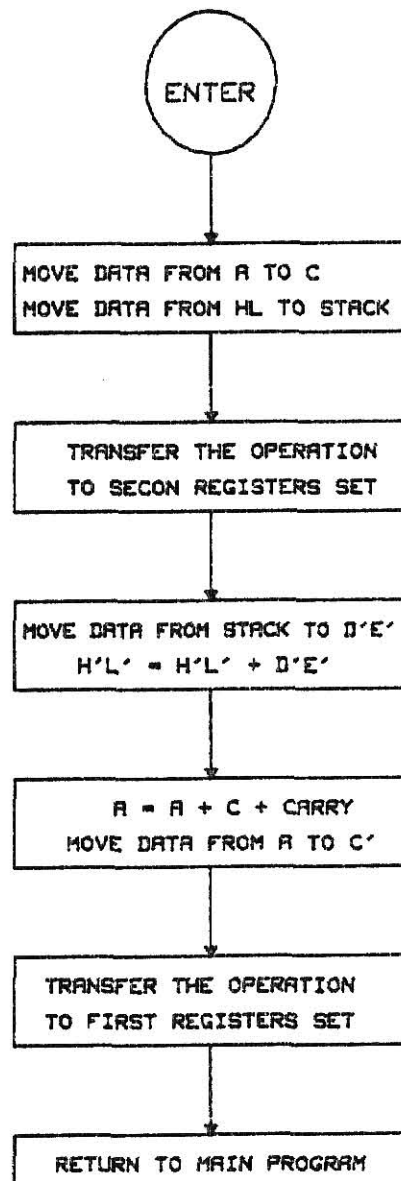 ENTER
MOVE DATA FROM A TO C
MOVE DATA FROM HL TO STACK
TRANSFER THE OPERATION
TO SECON REGISTERS SET
MOVE DATA FROM STACK TO D'E'
H'L' = H'L' + D'E'
A = A + C + CARRY
MOVE DATA FROM A TO C'
TRANSFER THE OPERATION
TO FIRST REGISTERS SET
RETURN TO MAIN PROGRAM